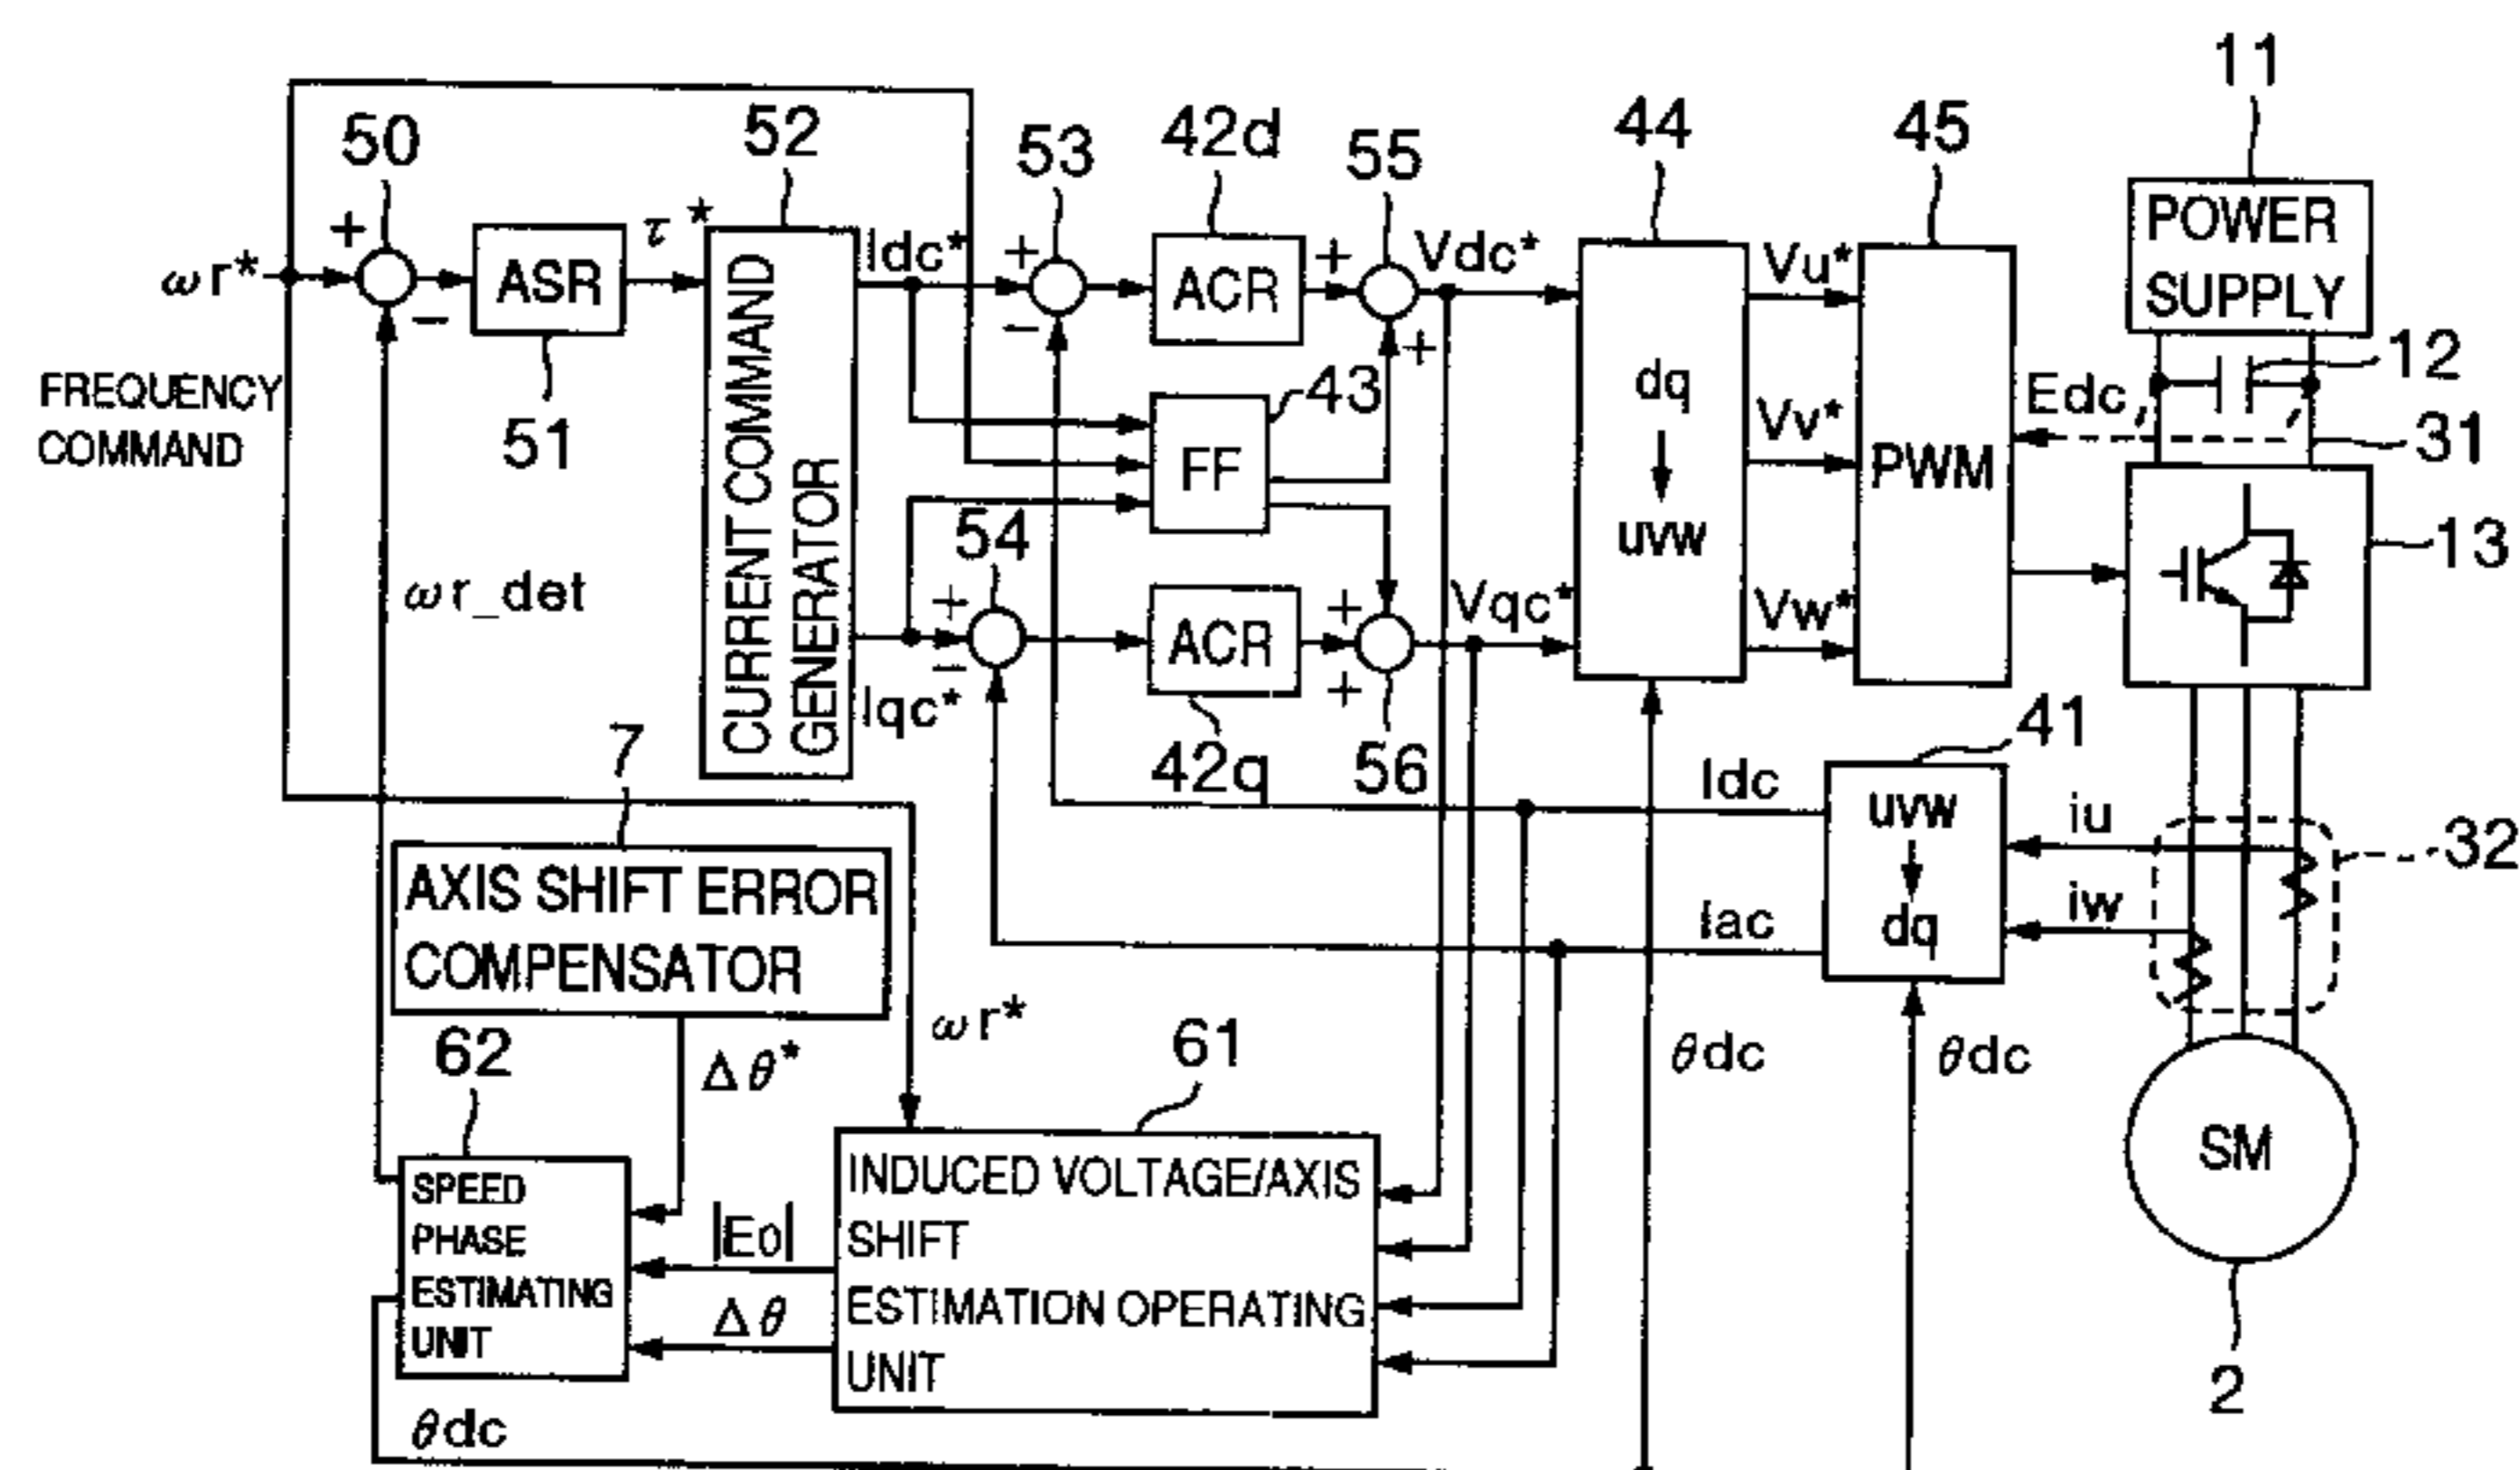 11
50
52
53
42d
55
44
45
POWER
SUPPLY
+
τ*
Idc*
+
+
Vdc*
Vu*
ωr*
ASR
ACR
−
−
+
12
FREQUENCY
COMMAND
51
CURRENT COMMAND
GENERATOR
43
dq
uvw
Vv*
Edc
31
FF
PWM
54
13
ωr_det
+
ACR
+
Vqc*
Vw*
−
+
Iqc*
7
42q
56
41
Idc
uvw
dq
iu
32
AXIS SHIFT ERROR
COMPENSATOR
Iac
iw
62
Δθ*
ωr*
61
θdc
θdc
SM
SPEED
PHASE
ESTIMATING
UNIT
|Eo|
Δθ
INDUCED VOLTAGE/AXIS
SHIFT
ESTIMATION OPERATING
UNIT
2
θdc